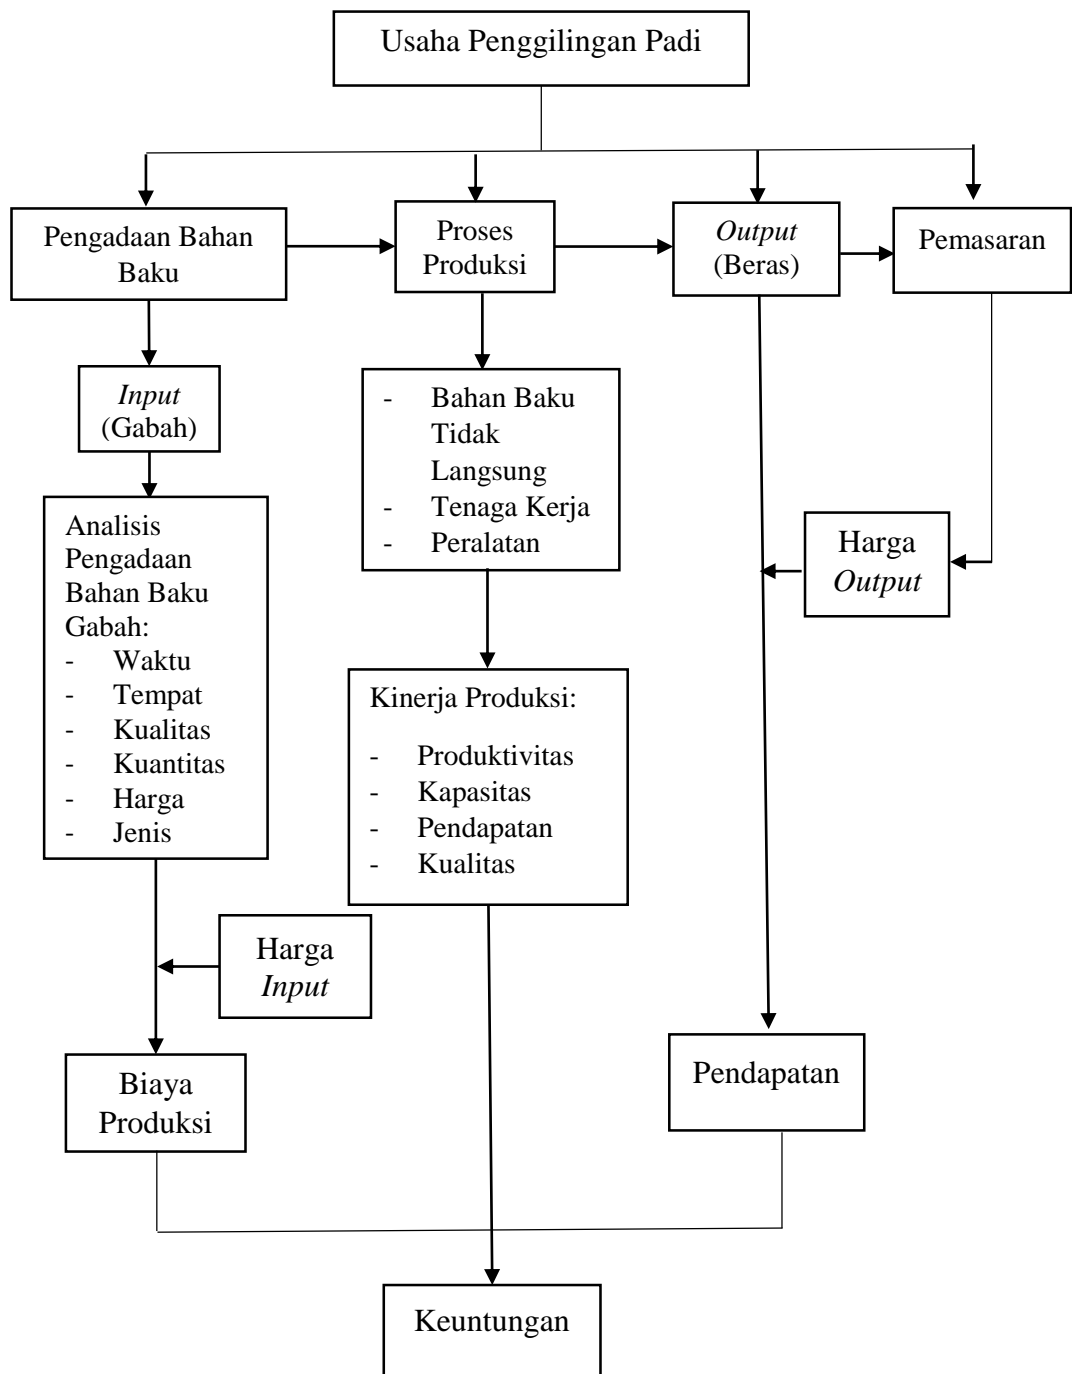 Usaha Penggilingan Padi
Pengadaan Bahan
Baku
Proses
Produksi
Output
(Beras)
Pemasaran
Input
(Gabah)
- Bahan Baku
Tidak
Langsung
- Tenaga Kerja
- Peralatan
Analisis
Pengadaan
Bahan Baku
Gabah:
- Waktu
- Tempat
- Kualitas
- Kuantitas
- Harga
- Jenis
Harga
Output
Kinerja Produksi:
- Produktivitas
- Kapasitas
- Pendapatan
- Kualitas
Harga
Input
Biaya
Produksi
Pendapatan
Keuntungan